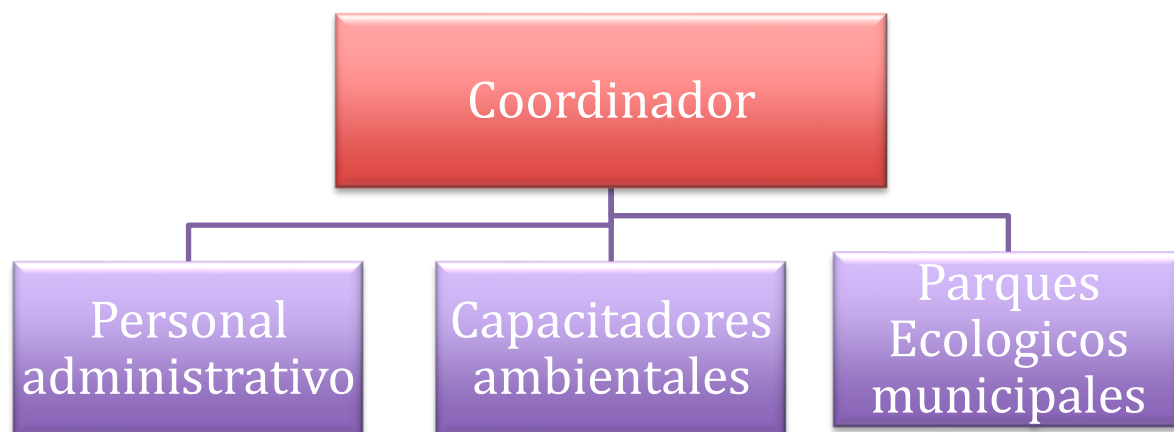 Coordinador
Personal
administrativo
Capacitadores
ambientales
Parques
Ecologicos
municipales